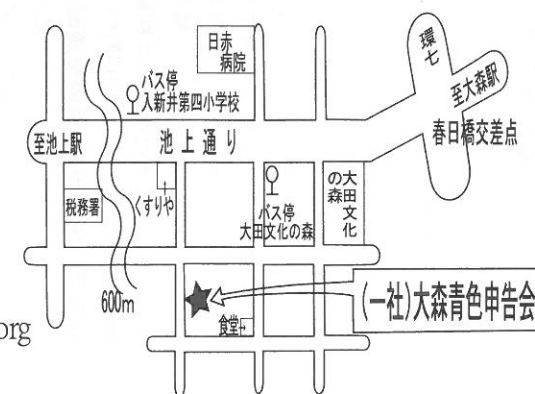 日赤
病院
環七
至大森駅
バス停
入新井第四小学校
至池上駅
池上通り
春日橋交差点
税務署
くすりや
バス停
大田文化の森
大田文化
の森
600m
(一社)大森青色申告会
食堂→
org